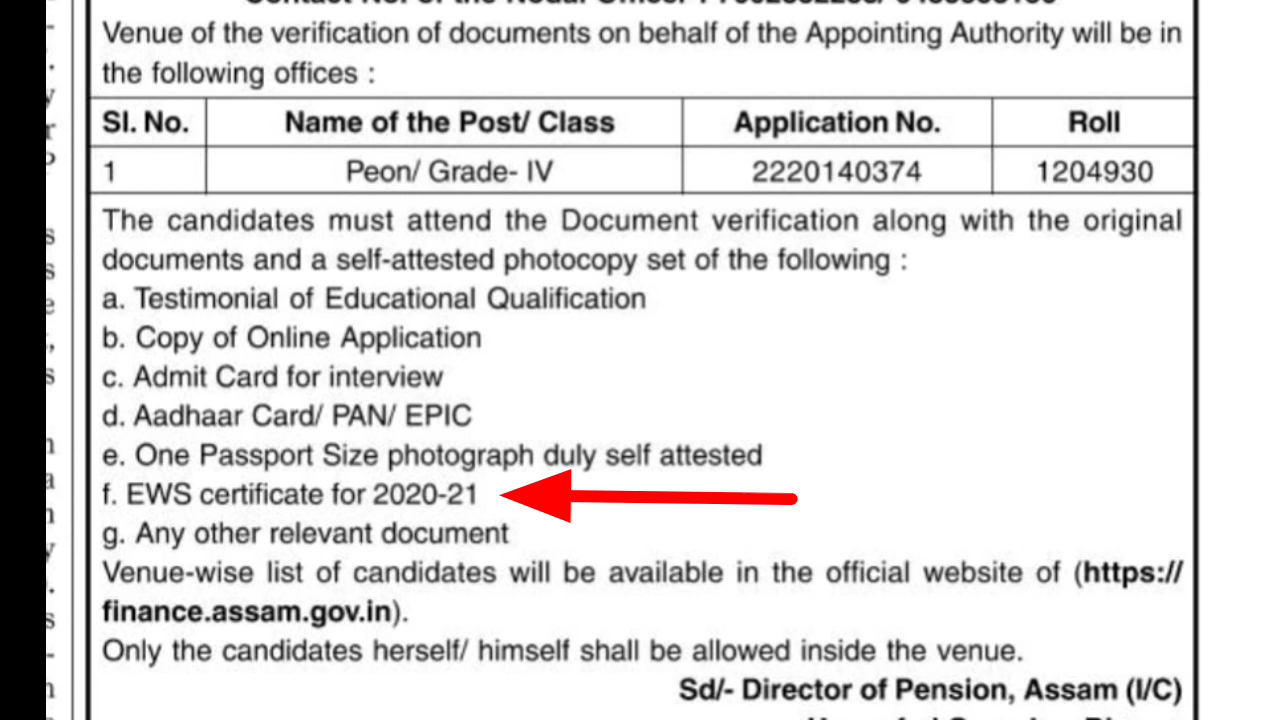 Venue of the verification of documents on behalf of the Appointing Authority will be in
the following offices :
Sl. No. Name of the Post/ Class Application No. Roll
1 Peon/ Grade- IV 2220140374 1204930
The candidates must attend the Document verification along with the original
documents and a self-attested photocopy set of the following :
a. Testimonial of Educational Qualification
b. Copy of Online Application
c. Admit Card for interview
d. Aadhaar Card/ PAN/ EPIC
e. One Passport Size photograph duly self attested
f. EWS certificate for 2020-21
g. Any other relevant document
Venue-wise list of candidates will be available in the official website of (https://
finance.assam.gov.in).
Only the candidates herself/ himself shall be allowed inside the venue.
Sd/- Director of Pension, Assam (I/C)